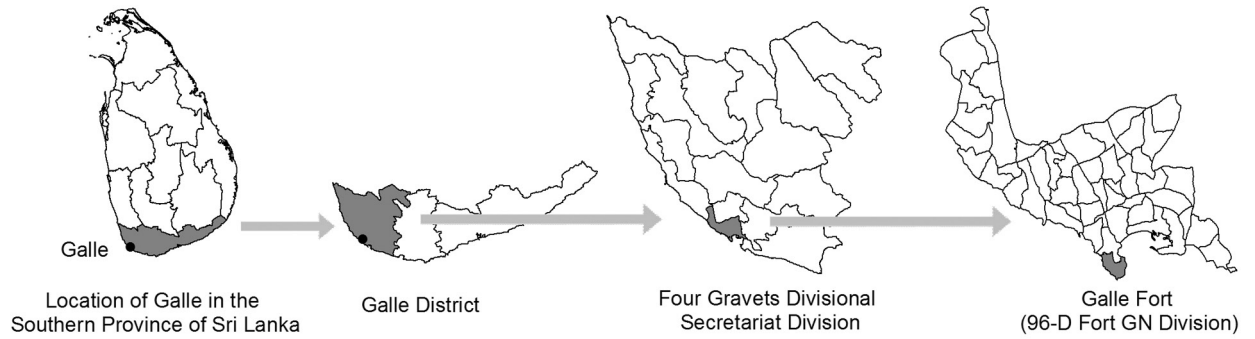 Galle
Location of Galle in the
Southern Province of Sri Lanka
Galle District
Four Gravets Divisional
Secretariat Division
Galle Fort
(96-D Fort GN Division)